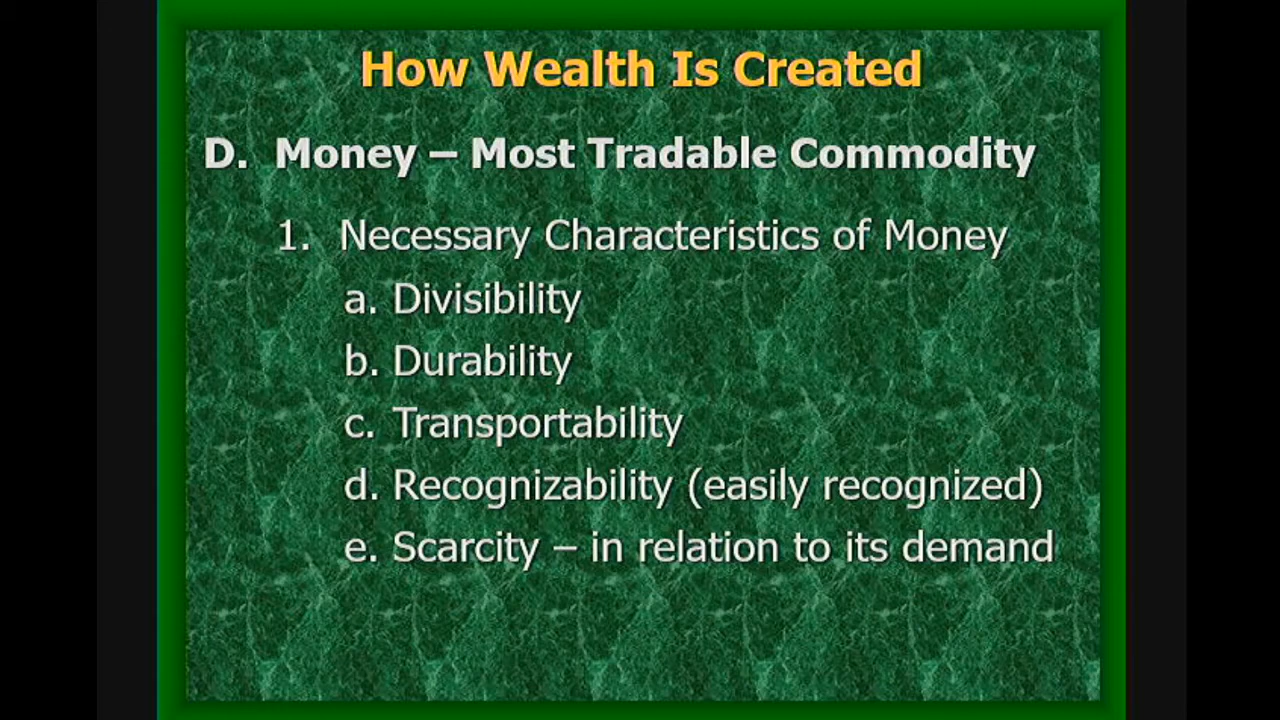 How Wealth Is Created
D. Money – Most Tradable Commodity
1. Necessary Characteristics of Money
a. Divisibility
b. Durability
c. Transportability
d. Recognizability (easily recognized)
e. Scarcity – in relation to its demand